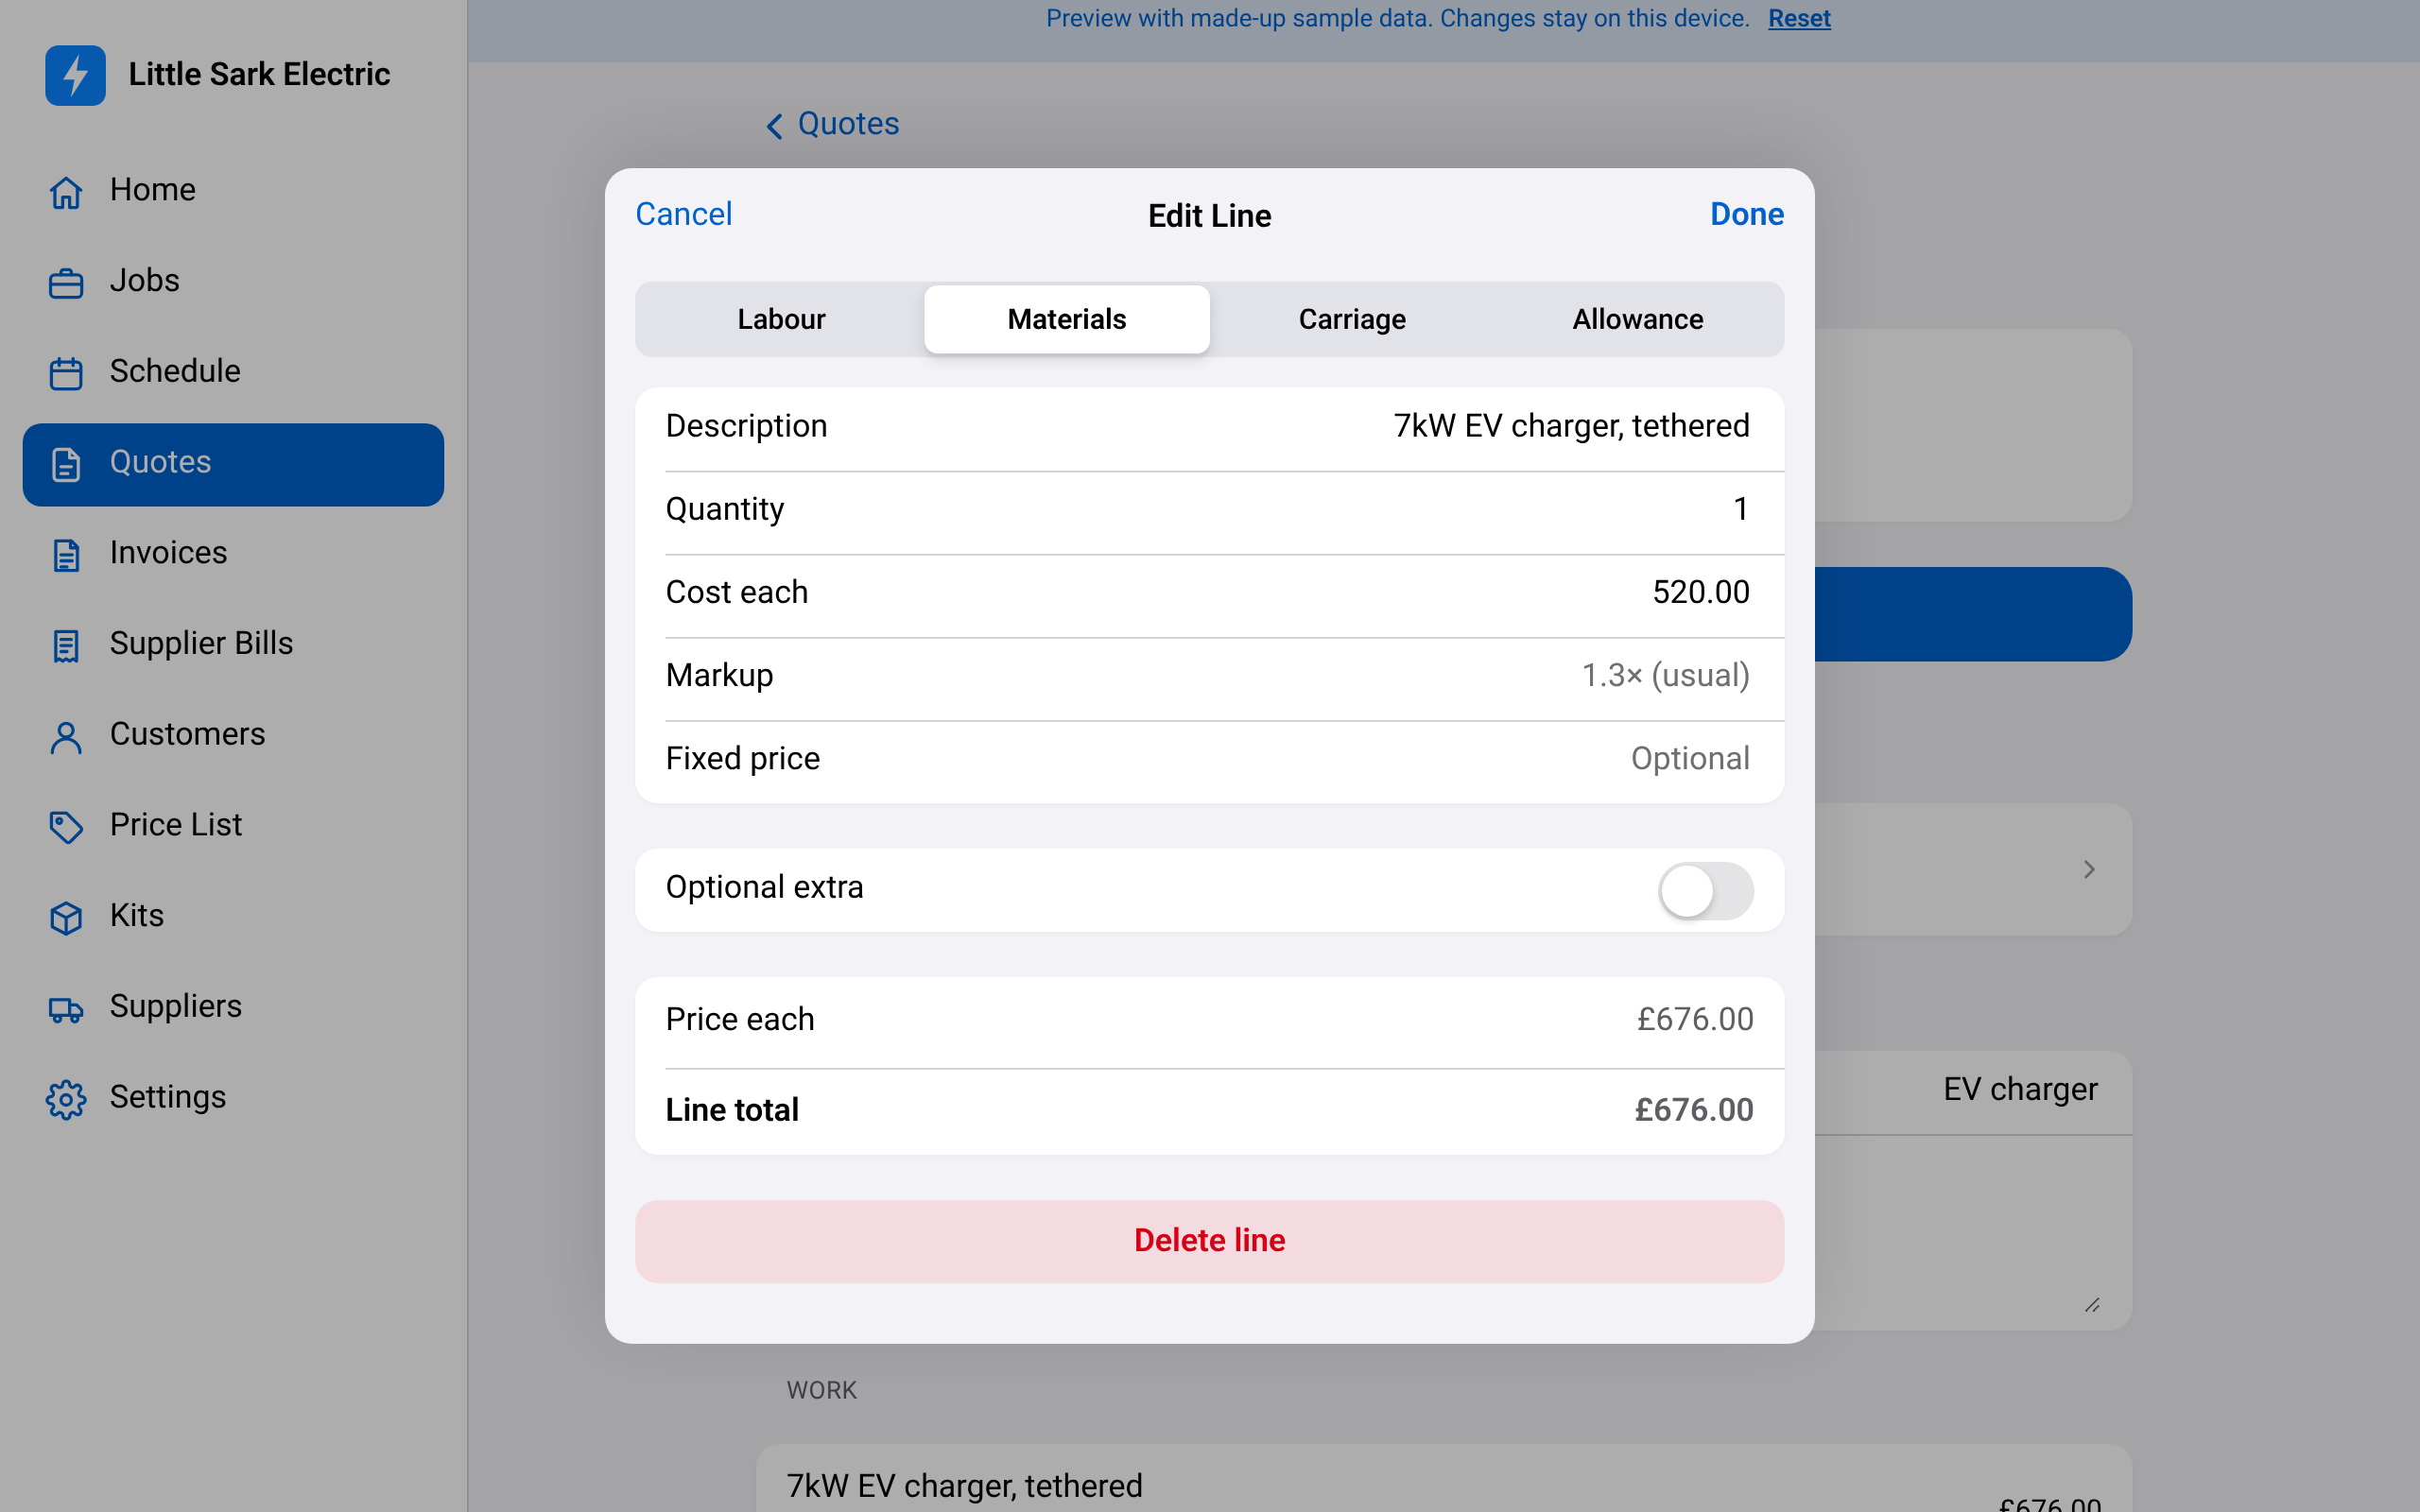 Preview with made-up sample data. Changes stay on this device. Reset
Little Sark Electric
Home
Jobs
Schedule
Quotes
Invoices
Supplier Bills
Customers
Price List
Kits
Suppliers
Settings
Quotes
Cancel
Edit Line
Done
Labour
Materials
Carriage
Allowance
Description
7kW EV charger, tethered
Quantity
1
Cost each
520.00
Markup
1.3× (usual)
Fixed price
Optional
Optional extra
Price each
£676.00
Line total
£676.00
Delete line
EV charger
WORK
7kW EV charger, tethered
£676.00